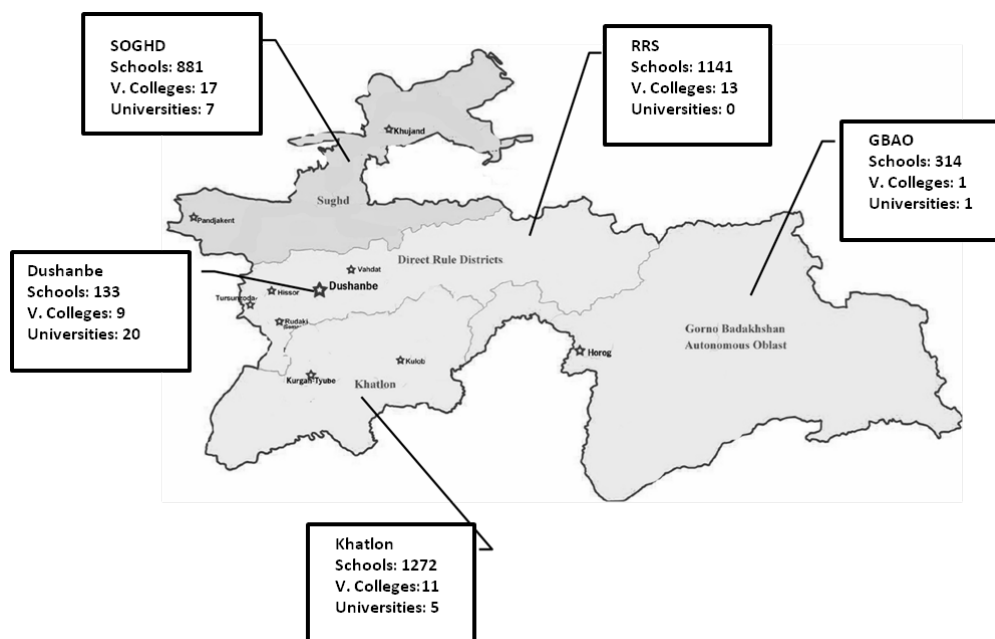 SOGHD
Schools: 881
V. Colleges: 17
Universities: 7
RRS
Schools: 1141
V. Colleges: 13
Universities: 0
GBAO
Schools: 314
V. Colleges: 1
Universities: 1
Khujand
Sughd
Pandjakent
Direct Rule Districts
Vahdat
Dushanbe
Hissor
Rudaki
Gorno Badakhshan
Autonomous Oblast
Horog
Kulob
Kurgan-Tyube
Khatlon
Dushanbe
Schools: 133
V. Colleges: 9
Universities: 20
Khatlon
Schools: 1272
V. Colleges:11
Universities: 5